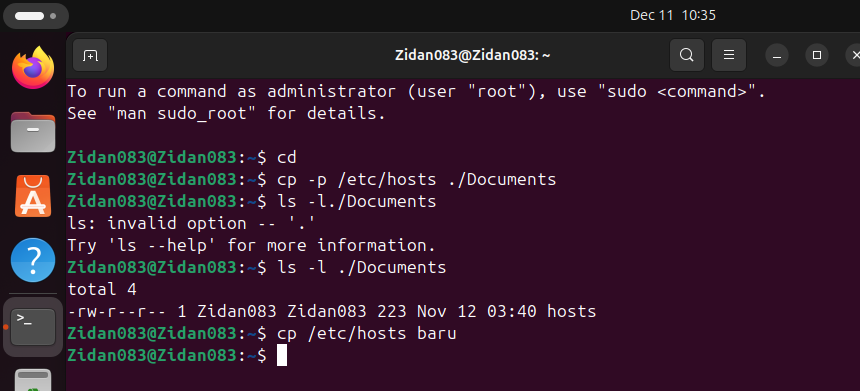 Dec 11 10:35
Zidan083@Zidan083: ~
To run a command as administrator (user "root"), use "sudo <command>".
See "man sudo_root" for details.
Zidan083@Zidan083:~$ cd
Zidan083@Zidan083:~$ cp -p /etc/hosts ./Documents
Zidan083@Zidan083:~$ ls -l./Documents
ls: invalid option -- '.'
Try 'ls --help' for more information.
Zidan083@Zidan083:~$ ls -l ./Documents
total 4
-rw-r--r-- 1 Zidan083 Zidan083 223 Nov 12 03:40 hosts
Zidan083@Zidan083:~$ cp /etc/hosts baru
Zidan083@Zidan083:~$